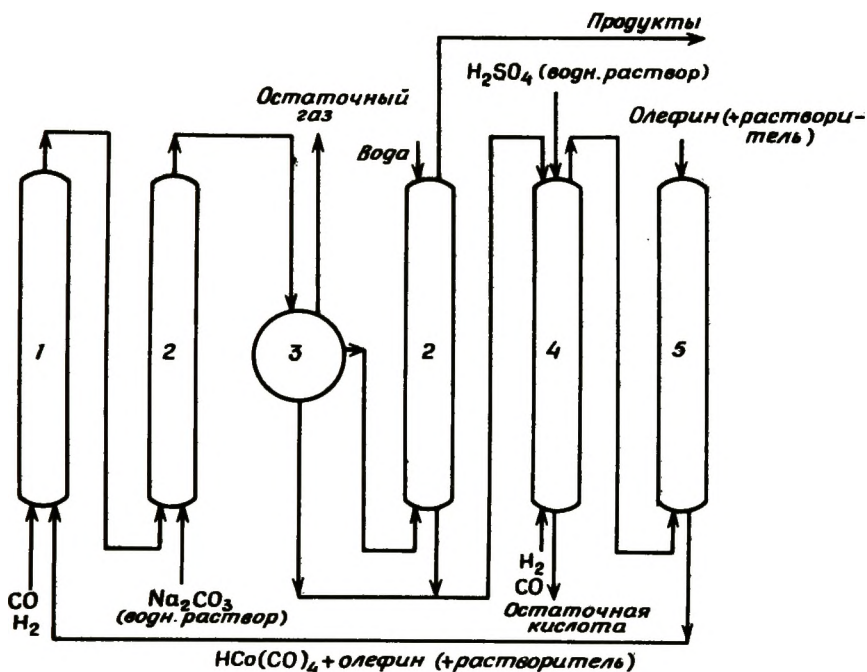 Продукты
H₂SO₄ (водн. раствор)
Остаточный
газ
Олефин (+раствори-
тель)
Вода
1
2
3
2
4
5
CO
H₂
Na₂CO₃
(водн. раствор)
H₂
CO
Остаточная
кислота
HCo(CO)₄ + олефин (+растворитель)